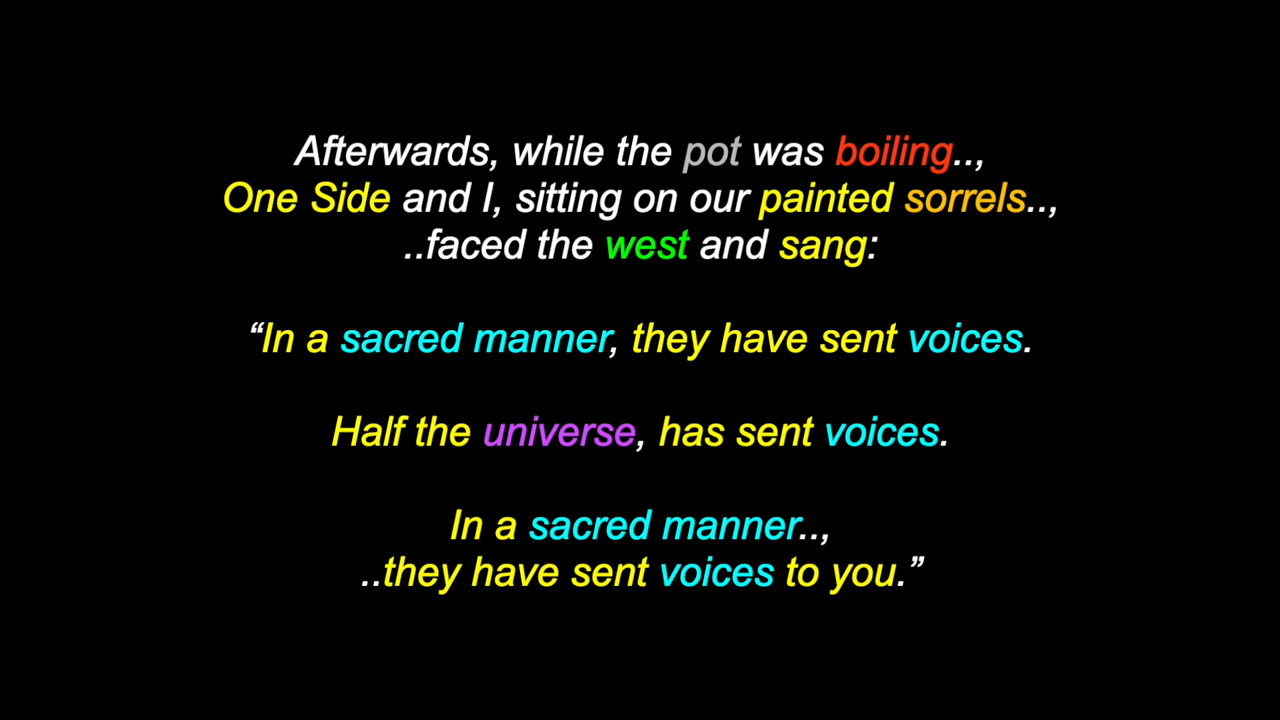 Afterwards, while the pot was boiling..,
One Side and I, sitting on our painted sorrels..,
..faced the west and sang:
“In a sacred manner, they have sent voices.
Half the universe, has sent voices.
In a sacred manner..,
..they have sent voices to you.”